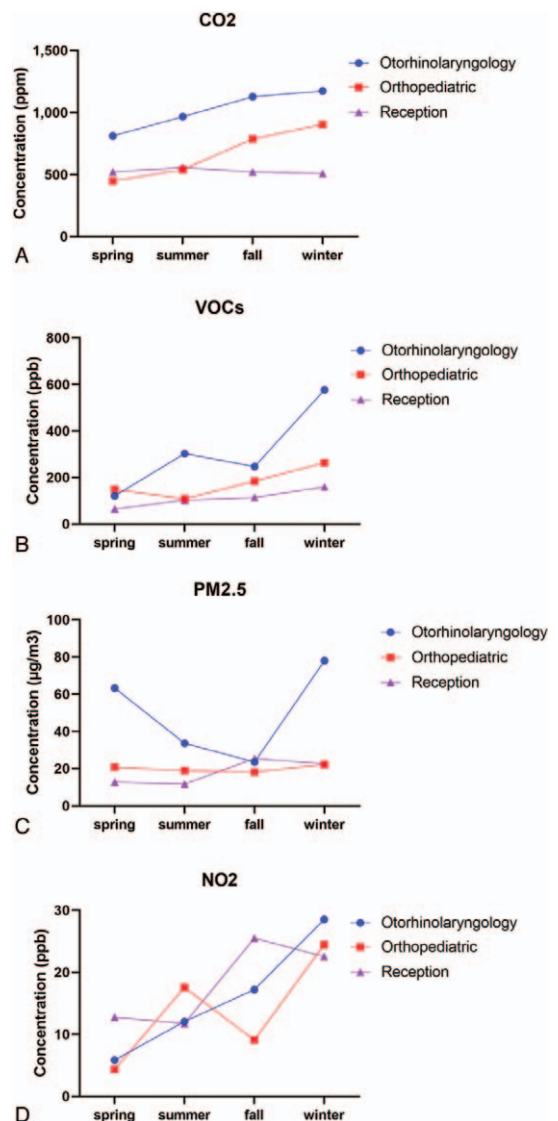 CO2
Concentration (ppm)
1,500
1,000
500
0
spring summer fall winter
Otorhinolaryngology
Orthopediatric
Reception
A
VOCs
Concentration (ppb)
800
600
400
200
0
spring summer fall winter
Otorhinolaryngology
Orthopediatric
Reception
B
PM2.5
Concentration (µg/m3)
100
80
60
40
20
0
spring summer fall winter
Otorhinolaryngology
Orthopediatric
Reception
C
NO2
Concentration (ppb)
30
20
10
0
spring summer fall winter
Otorhinolaryngology
Orthopediatric
Reception
D